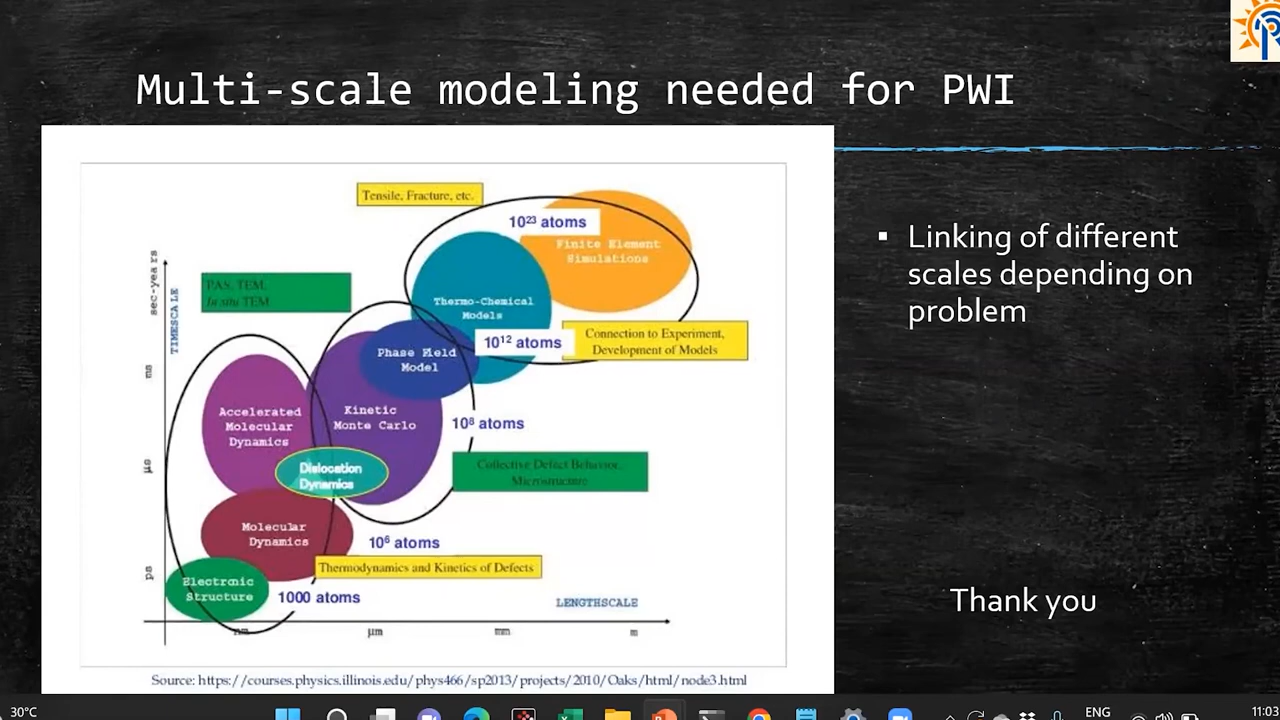 Multi-scale modeling needed for PWI
Tensile, Fracture, etc.
10²³ atoms
Finite Element
Simulations
PAS, TEM,
In situ TEM
Thermo-Chemical
Models
10¹² atoms
Connection to Experiment,
Development of Models
Phase Field
Model
Accelerated
Molecular
Dynamics
Kinetic
Monte Carlo
10⁸ atoms
Dislocation
Dynamics
Collective Defect Behavior,
Microstructure
Molecular
Dynamics
10⁶ atoms
Thermodynamics and Kinetics of Defects
Electronic
Structure
1000 atoms
TIMESCALE
sec-years
ms
μs
ps
LENGTHSCALE
nm
μm
mm
m
Source: https://courses.physics.illinois.edu/phys466/sp2013/projects/2010/Oaks/html/node3.html
▪ Linking of different
scales depending on
problem
Thank you
30°C
ENG
11:03